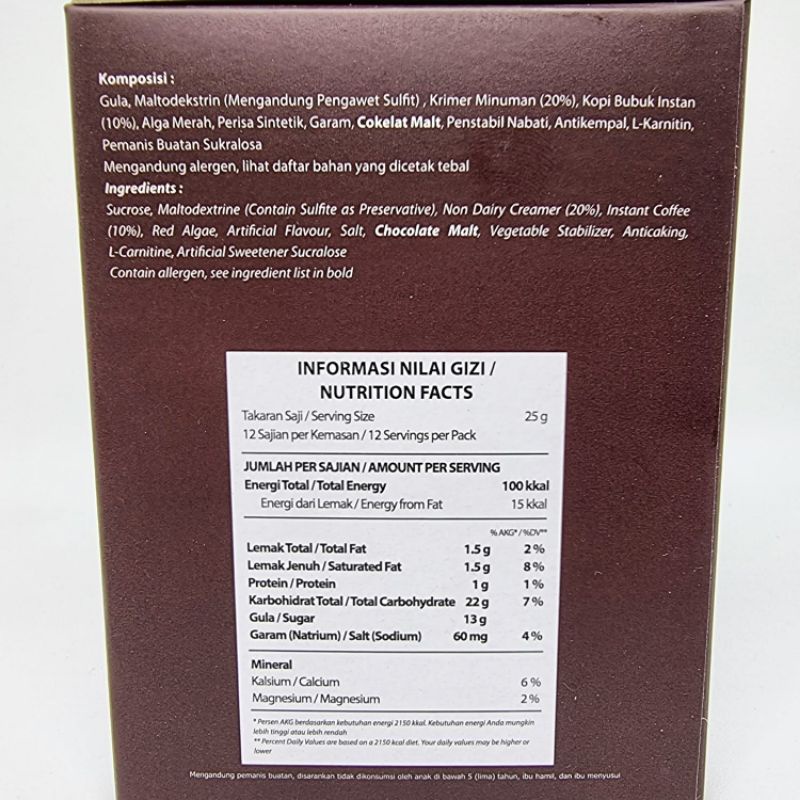 Komposisi :
Gula, Maltodekstrin (Mengandung Pengawet Sulfit) , Krimer Minuman (20%), Kopi Bubuk Instan
(10%), Alga Merah, Perisa Sintetik, Garam, Cokelat Malt, Penstabil Nabati, Antikempal, L-Karnitin,
Pemanis Buatan Sukralosa
Mengandung alergen, lihat daftar bahan yang dicetak tebal
Ingredients :
Sucrose, Maltodextrine (Contain Sulfite as Preservative), Non Dairy Creamer (20%), Instant Coffee
(10%), Red Algae, Artificial Flavour, Salt, Chocolate Malt, Vegetable Stabilizer, Anticaking,
L-Carnitine, Artificial Sweetener Sucralose
Contain allergen, see ingredient list in bold
INFORMASI NILAI GIZI /
NUTRITION FACTS
Takaran Saji / Serving Size 25 g
12 Sajian per Kemasan / 12 Servings per Pack
JUMLAH PER SAJIAN / AMOUNT PER SERVING
Energi Total / Total Energy 100 kkal
Energi dari Lemak / Energy from Fat 15 kkal
% AKG* / %DV**
Lemak Total / Total Fat 1.5 g 2 %
Lemak Jenuh / Saturated Fat 1.5 g 8 %
Protein / Protein 1 g 1 %
Karbohidrat Total / Total Carbohydrate 22 g 7 %
Gula / Sugar 13 g
Garam (Natrium) / Salt (Sodium) 60 mg 4 %
Mineral
Kalsium / Calcium 6 %
Magnesium / Magnesium 2 %
* Persen AKG berdasarkan kebutuhan energi 2150 kkal. Kebutuhan energi Anda mungkin
lebih tinggi atau lebih rendah
** Percent Daily Values are based on a 2150 kcal diet. Your daily values may be higher or
lower
Mengandung pemanis buatan, disarankan tidak dikonsumsi oleh anak di bawah 5 (lima) tahun, ibu hamil, dan ibu menyusui